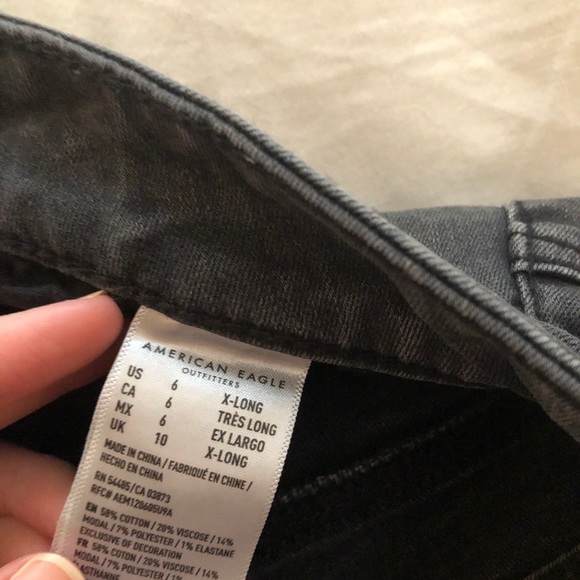 AMERICAN EAGLE
OUTFITTERS
US 6 X-LONG
CA 6 TRÈS LONG
MX 6 EX LARGO
UK 10 X-LONG
MADE IN CHINA / FABRIQUÉ EN CHINE /
HECHO EN CHINA
RN 54485/CA 03873
RFC# AEM120605U9A
EN 58% COTTON / 20% VISCOSE / 14%
MODAL / 7% POLYESTER / 1% ELASTANE
EXCLUSIVE OF DECORATION
FR 58% COTON / 20% VISCOSE / 14%
MODAL / 7% POLYESTER / 1%